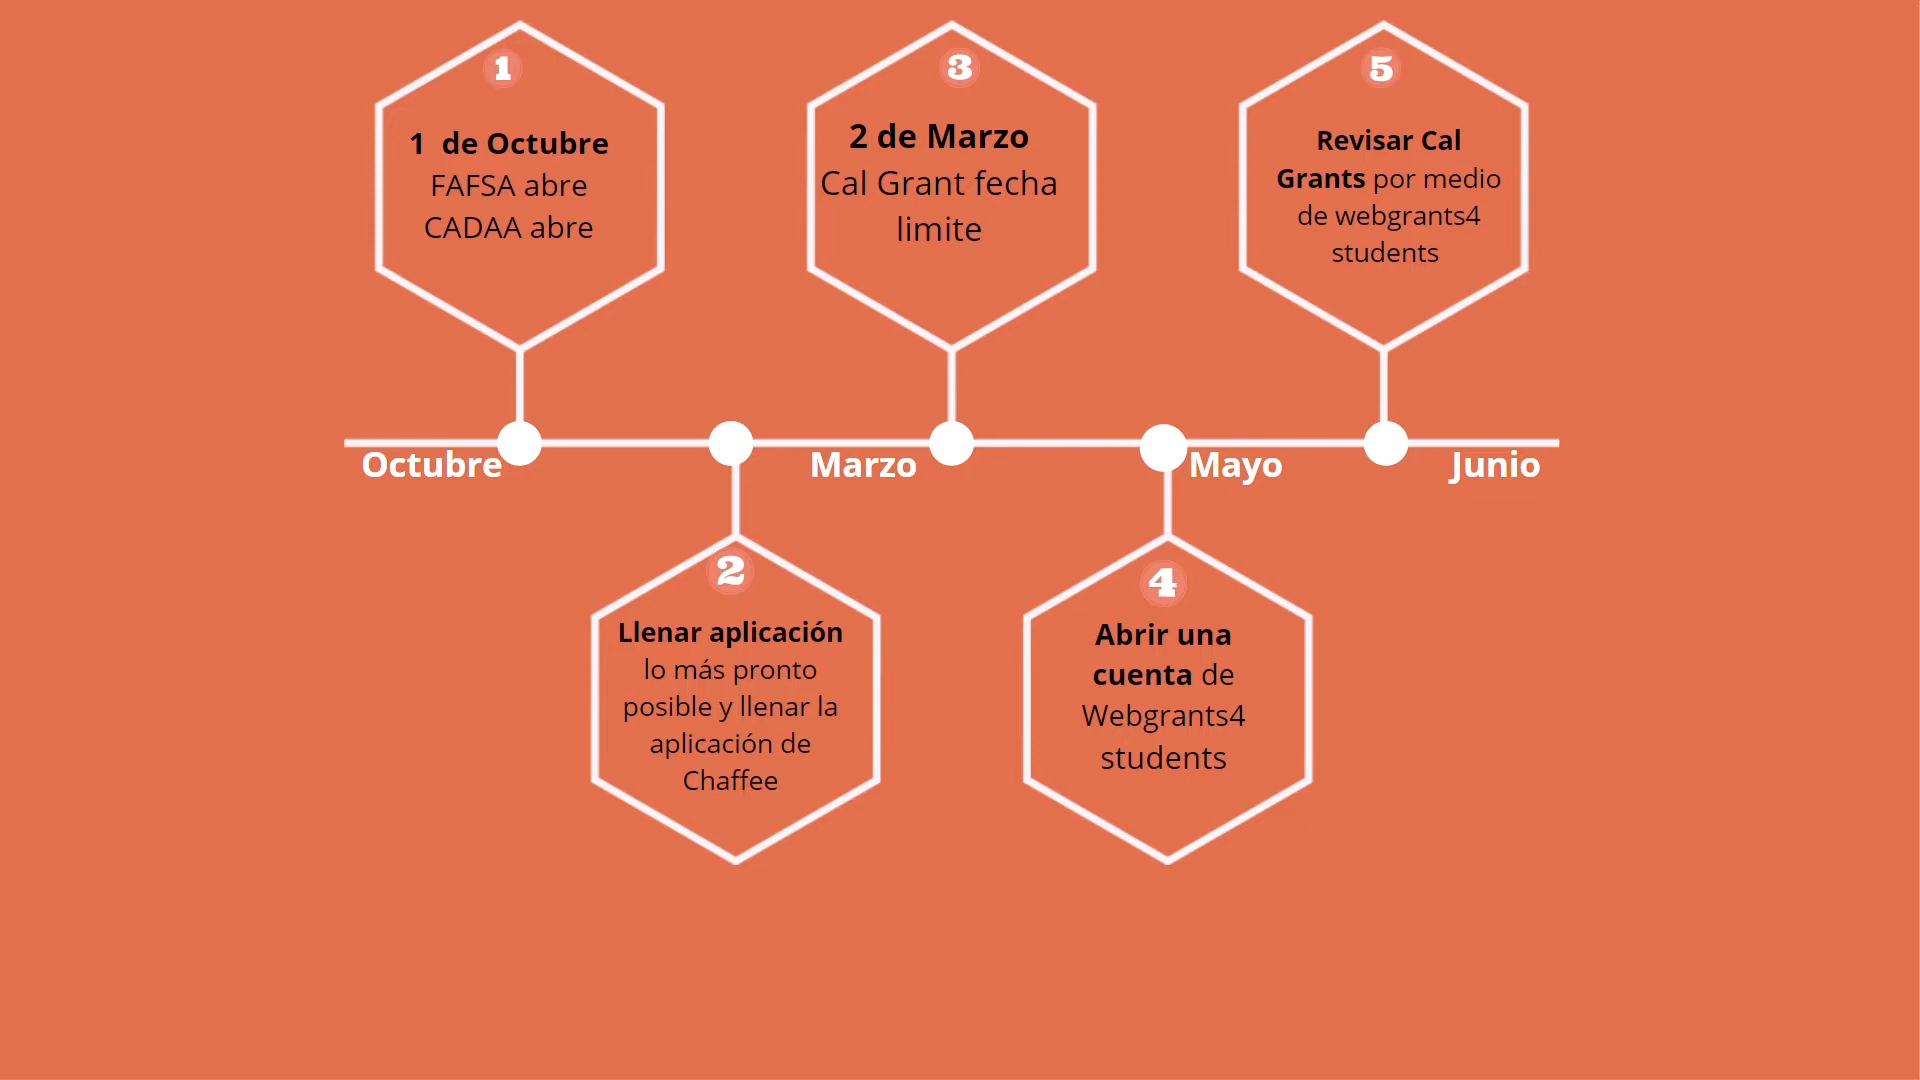 1
1 de Octubre
FAFSA abre
CADAA abre
3
2 de Marzo
Cal Grant fecha
limite
5
Revisar Cal
Grants por medio
de webgrants4
students
Octubre
Marzo
Mayo
Junio
2
Llenar aplicación
lo más pronto
posible y llenar la
aplicación de
Chaffee
4
Abrir una
cuenta de
Webgrants4
students